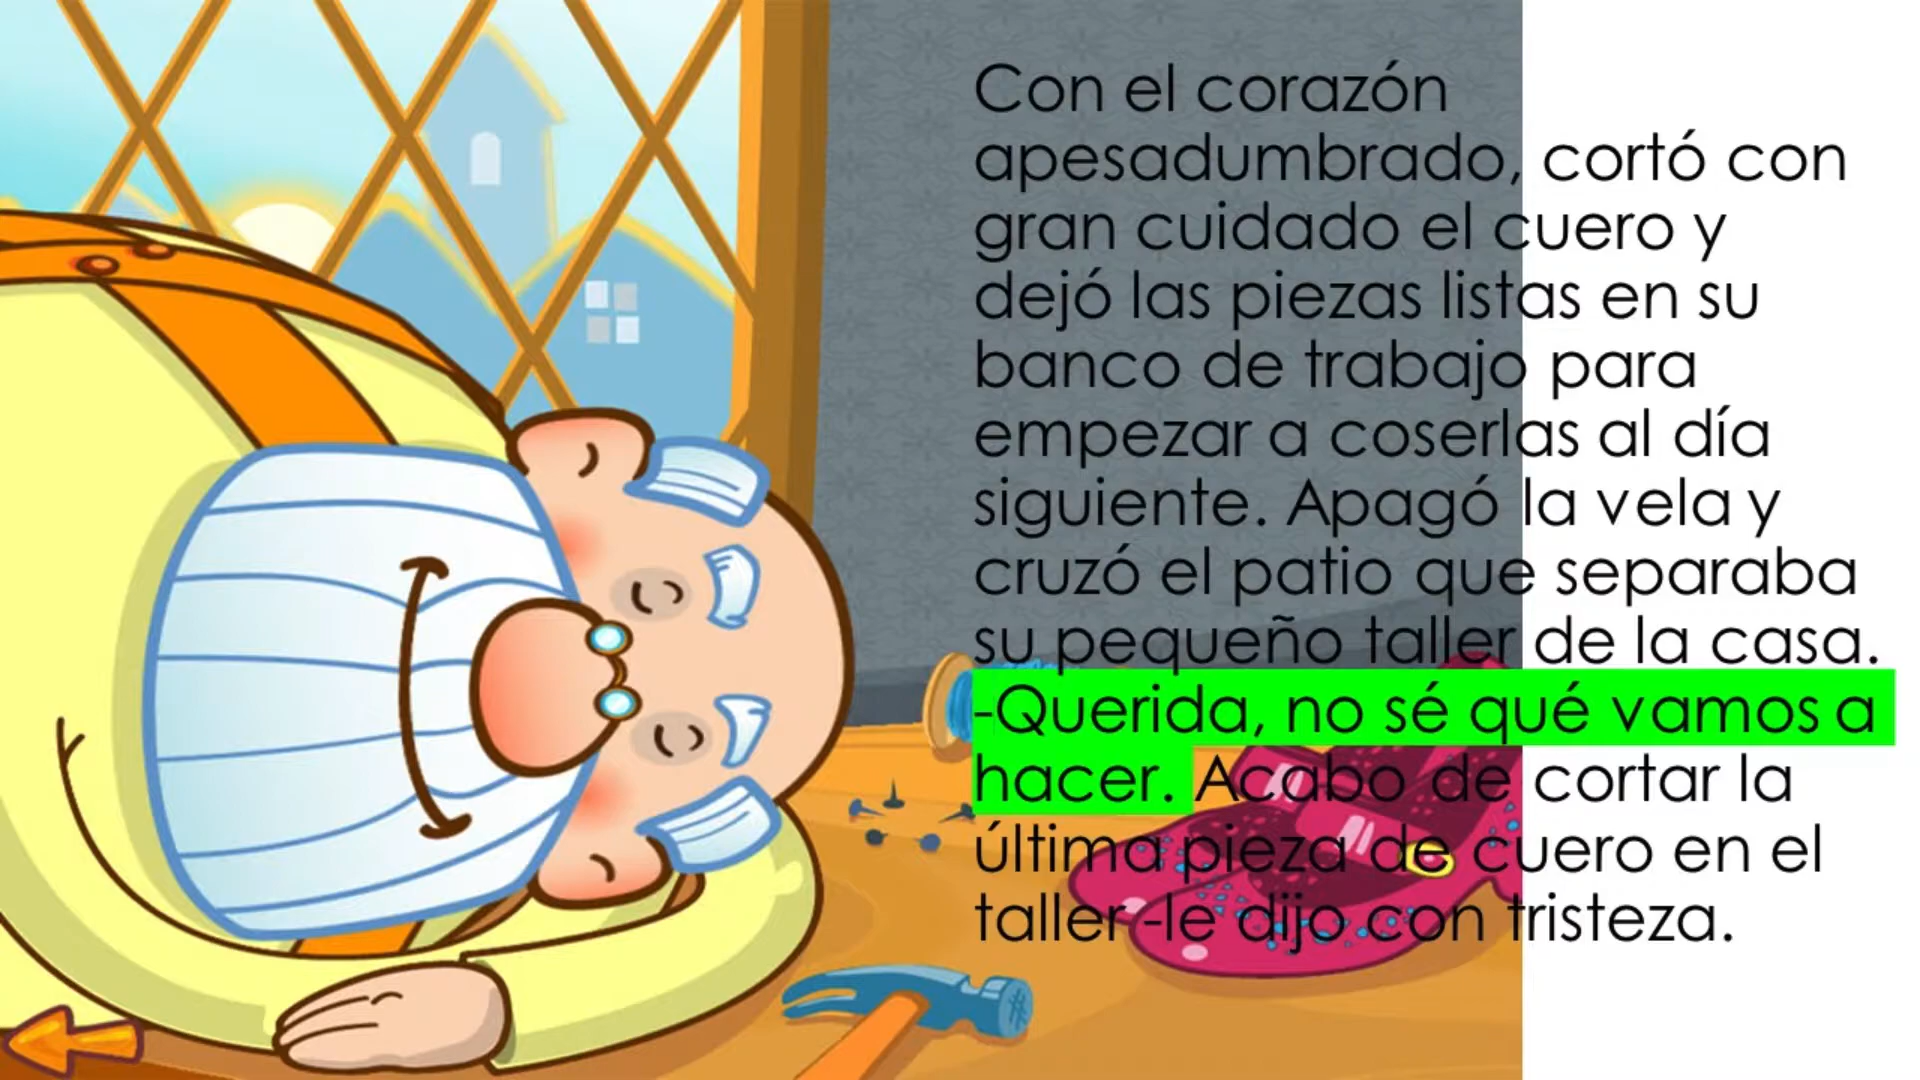 Con el corazón
apesadumbrado, cortó con
gran cuidado el cuero y
dejó las piezas listas en su
banco de trabajo para
empezar a coserlas al día
siguiente. Apagó la vela y
cruzó el patio que separaba
su pequeño taller de la casa.
-Querida, no sé qué vamos a
hacer. Acabo de cortar la
última pieza de cuero en el
taller -le dijo con tristeza.